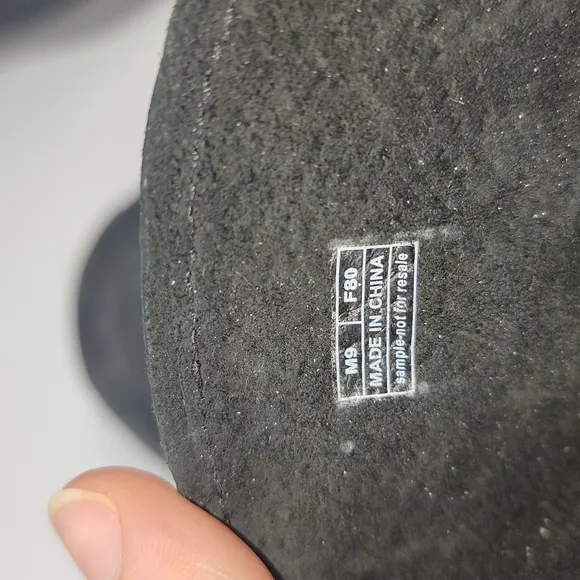 M9 F80
MADE IN CHINA
sample-not for resale